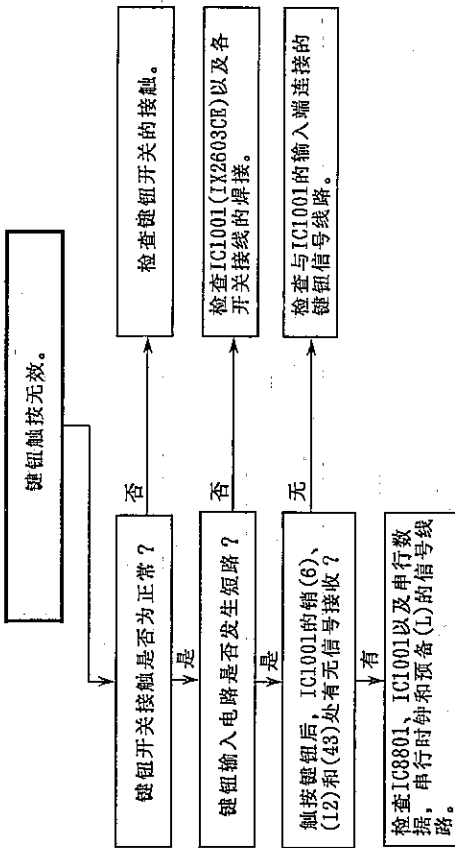 键钮触按无效。
键钮开关接触是否为正常？
否
检查键钮开关的接触。
是
键钮输入电路是否发生短路？
否
检查IC1001(IX2603CE)以及各
开关接线的焊接。
是
触按键钮后，IC1001的销(6)、
(12)和(43)处有无信号接收？
无
检查与IC1001的输入端连接的
键钮信号线路。
有
检查IC8801、IC1001以及串行数
据，串行时钟和预备(L)的信号线
路。